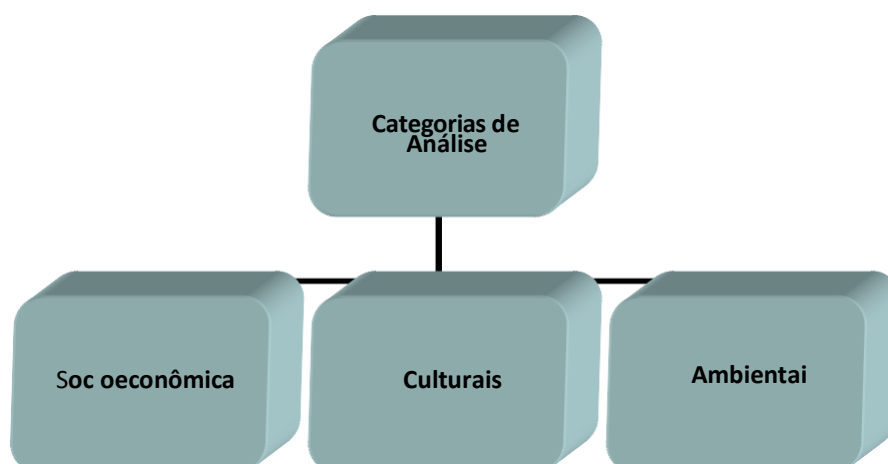 Categorias de
Análise
Soc oeconômica
Culturais
Ambientai